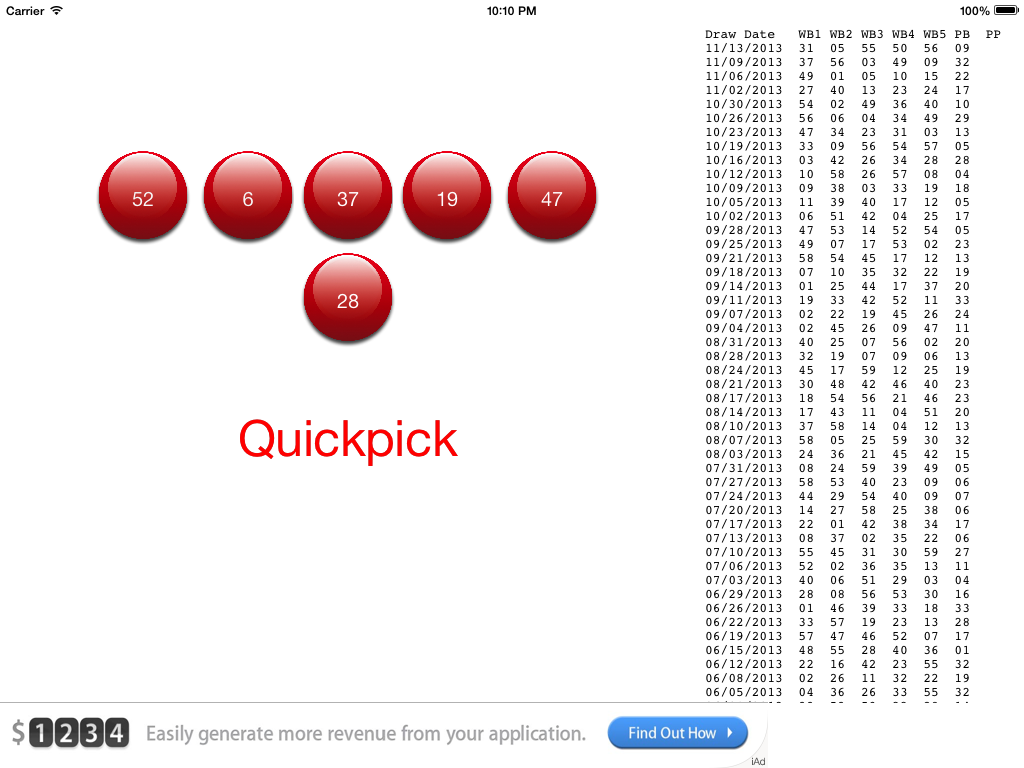 Carrier 10:10 PM 100%
52 6 37 19 47
28
Quickpick
Draw Date WB1 WB2 WB3 WB4 WB5 PB PP
11/13/2013 31 05 55 50 56 09
11/09/2013 37 56 03 49 09 32
11/06/2013 49 01 05 10 15 22
11/02/2013 27 40 13 23 24 17
10/30/2013 54 02 49 36 40 10
10/26/2013 56 06 04 34 49 29
10/23/2013 47 34 23 31 03 13
10/19/2013 33 09 56 54 57 05
10/16/2013 03 42 26 34 28 28
10/12/2013 10 58 26 57 08 04
10/09/2013 09 38 03 33 19 18
10/05/2013 11 39 40 17 12 05
10/02/2013 06 51 42 04 25 17
09/28/2013 47 53 14 52 54 05
09/25/2013 49 07 17 53 02 23
09/21/2013 58 54 45 17 12 13
09/18/2013 07 10 35 32 22 19
09/14/2013 01 25 44 17 37 20
09/11/2013 19 33 42 52 11 33
09/07/2013 02 22 19 45 26 24
09/04/2013 02 45 26 09 47 11
08/31/2013 40 25 07 56 02 20
08/28/2013 32 19 07 09 06 13
08/24/2013 45 17 59 12 25 19
08/21/2013 30 48 42 46 40 23
08/17/2013 18 54 56 21 46 23
08/14/2013 17 43 11 04 51 20
08/10/2013 37 58 14 04 12 13
08/07/2013 58 05 25 59 30 32
08/03/2013 24 36 21 45 42 15
07/31/2013 08 24 59 39 49 05
07/27/2013 58 53 40 23 09 06
07/24/2013 44 29 54 40 09 07
07/20/2013 14 27 58 25 38 06
07/17/2013 22 01 42 38 34 17
07/13/2013 08 37 02 35 22 06
07/10/2013 55 45 31 30 59 27
07/06/2013 52 02 36 35 13 11
07/03/2013 40 06 51 29 03 04
06/29/2013 28 08 56 53 30 16
06/26/2013 01 46 39 33 18 33
06/22/2013 33 57 19 23 13 28
06/19/2013 57 47 46 52 07 17
06/15/2013 48 55 28 40 36 01
06/12/2013 22 16 42 23 55 32
06/08/2013 02 26 11 32 22 19
06/05/2013 04 36 26 33 55 32
$1234 Easily generate more revenue from your application. Find Out How
iAd